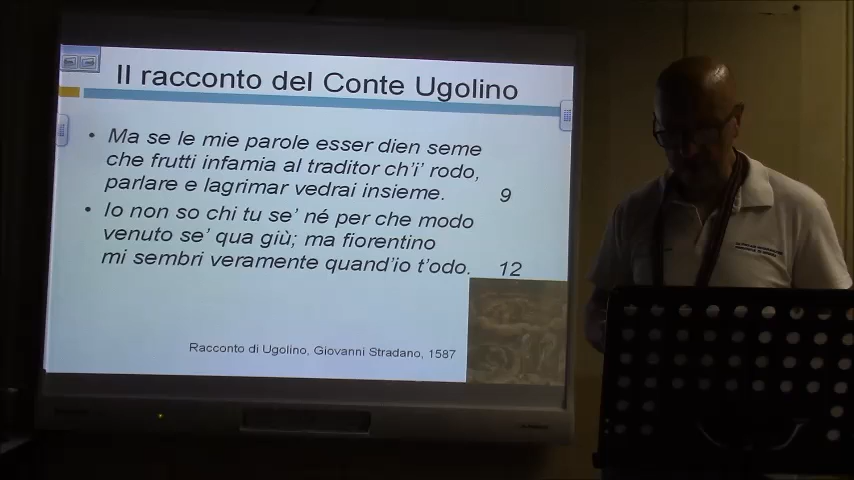 Il racconto del Conte Ugolino
• Ma se le mie parole esser dien seme
che frutti infamia al traditor ch'i' rodo,
parlare e lagrimar vedrai insieme. 9
• Io non so chi tu se' né per che modo
venuto se' qua giù; ma fiorentino
mi sembri veramente quand'io t'odo. 12
Racconto di Ugolino, Giovanni Stradano, 1587